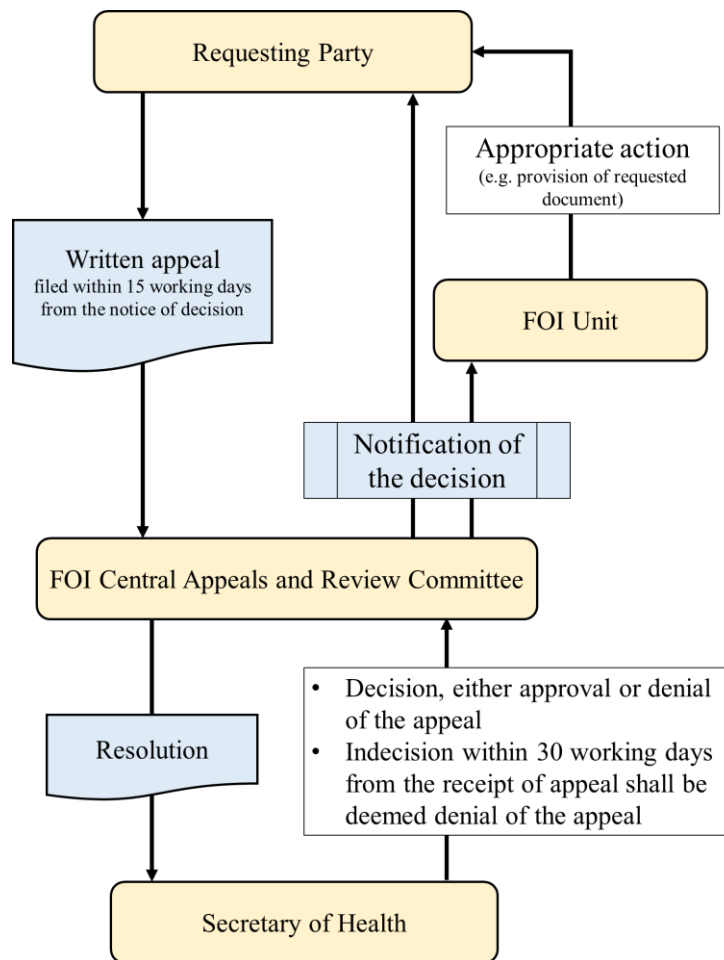 Requesting Party
Appropriate action
(e.g. provision of requested
document)
Written appeal
filed within 15 working days
from the notice of decision
FOI Unit
Notification of
the decision
FOI Central Appeals and Review Committee
• Decision, either approval or denial
of the appeal
• Indecision within 30 working days
from the receipt of appeal shall be
deemed denial of the appeal
Resolution
Secretary of Health